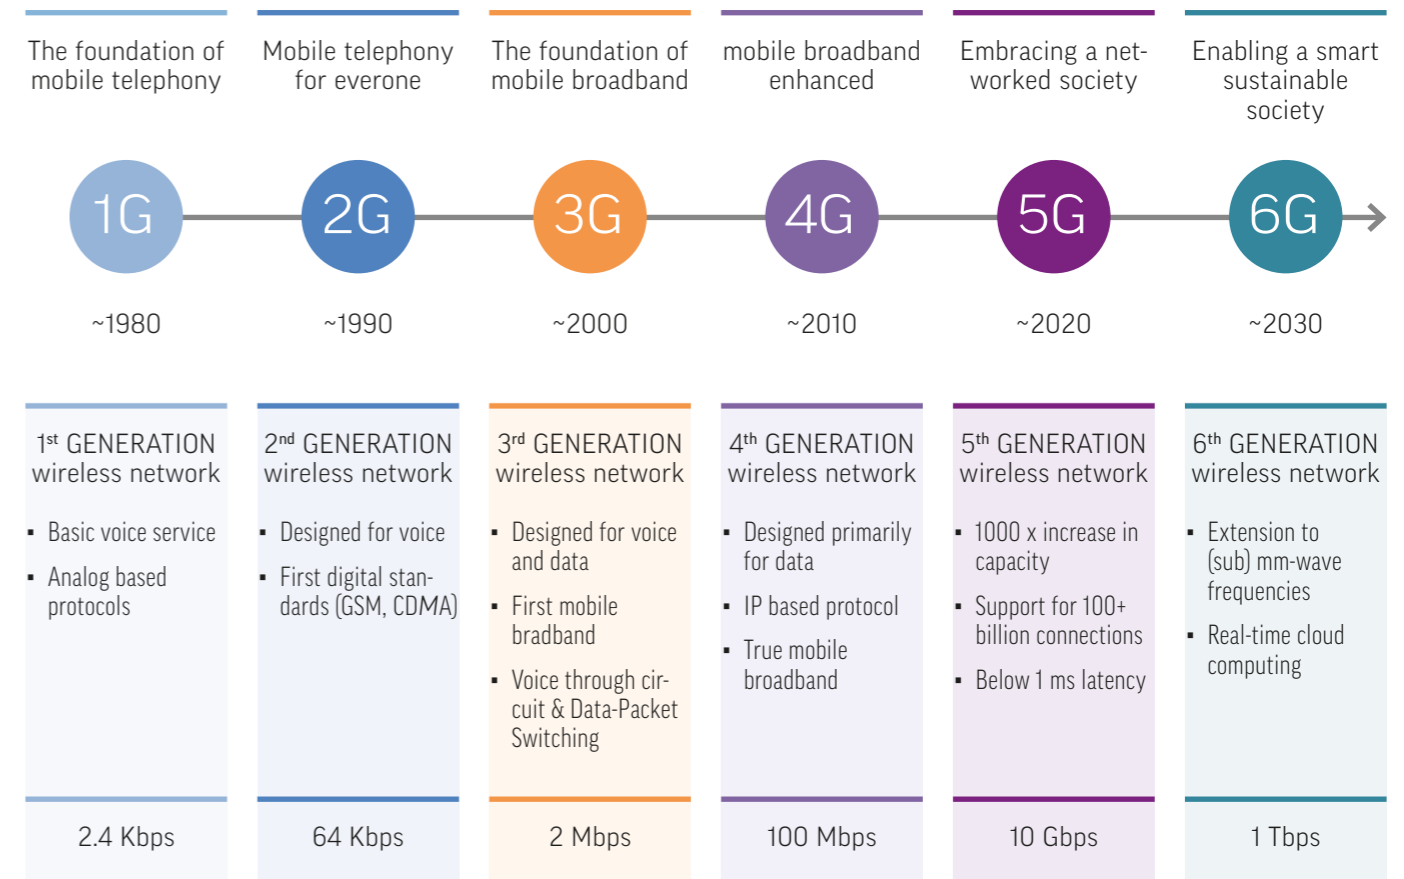 The foundation of
mobile telephony
Mobile telephony
for everone
The foundation of
mobile broadband
mobile broadband
enhanced
Embracing a net-
worked society
Enabling a smart
sustainable
society
1G
2G
3G
4G
5G
6G
~1980
~1990
~2000
~2010
~2020
~2030
1st GENERATION
wireless network
▪ Basic voice service
▪ Analog based
protocols
2.4 Kbps
2nd GENERATION
wireless network
▪ Designed for voice
▪ First digital stan-
dards (GSM, CDMA)
64 Kbps
3rd GENERATION
wireless network
▪ Designed for voice
and data
▪ First mobile
bradband
▪ Voice through cir-
cuit & Data-Packet
Switching
2 Mbps
4th GENERATION
wireless network
▪ Designed primarily
for data
▪ IP based protocol
▪ True mobile
broadband
100 Mbps
5th GENERATION
wireless network
▪ 1000 x increase in
capacity
▪ Support for 100+
billion connections
▪ Below 1 ms latency
10 Gbps
6th GENERATION
wireless network
▪ Extension to
(sub) mm-wave
frequencies
▪ Real-time cloud
computing
1 Tbps